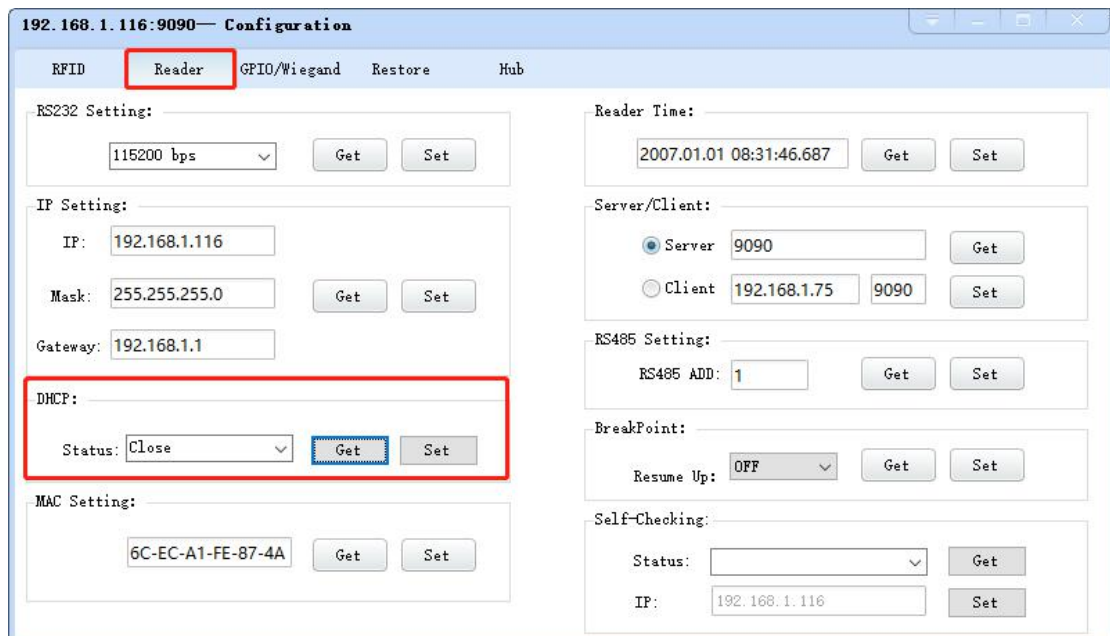 192.168.1.116:9090— Configuration
RFID Reader GPIO/Wiegand Restore Hub
RS232 Setting:
115200 bps Get Set
IP Setting:
IP: 192.168.1.116
Mask: 255.255.255.0 Get Set
Gateway: 192.168.1.1
DHCP:
Status: Close Get Set
MAC Setting:
6C-EC-A1-FE-87-4A Get Set
Reader Time:
2007.01.01 08:31:46.687 Get Set
Server/Client:
Server 9090 Get
Client 192.168.1.75 9090 Set
RS485 Setting:
RS485 ADD: 1 Get Set
BreakPoint:
Resume Up: OFF Get Set
Self-Checking:
Status: Get
IP: 192.168.1.116 Set